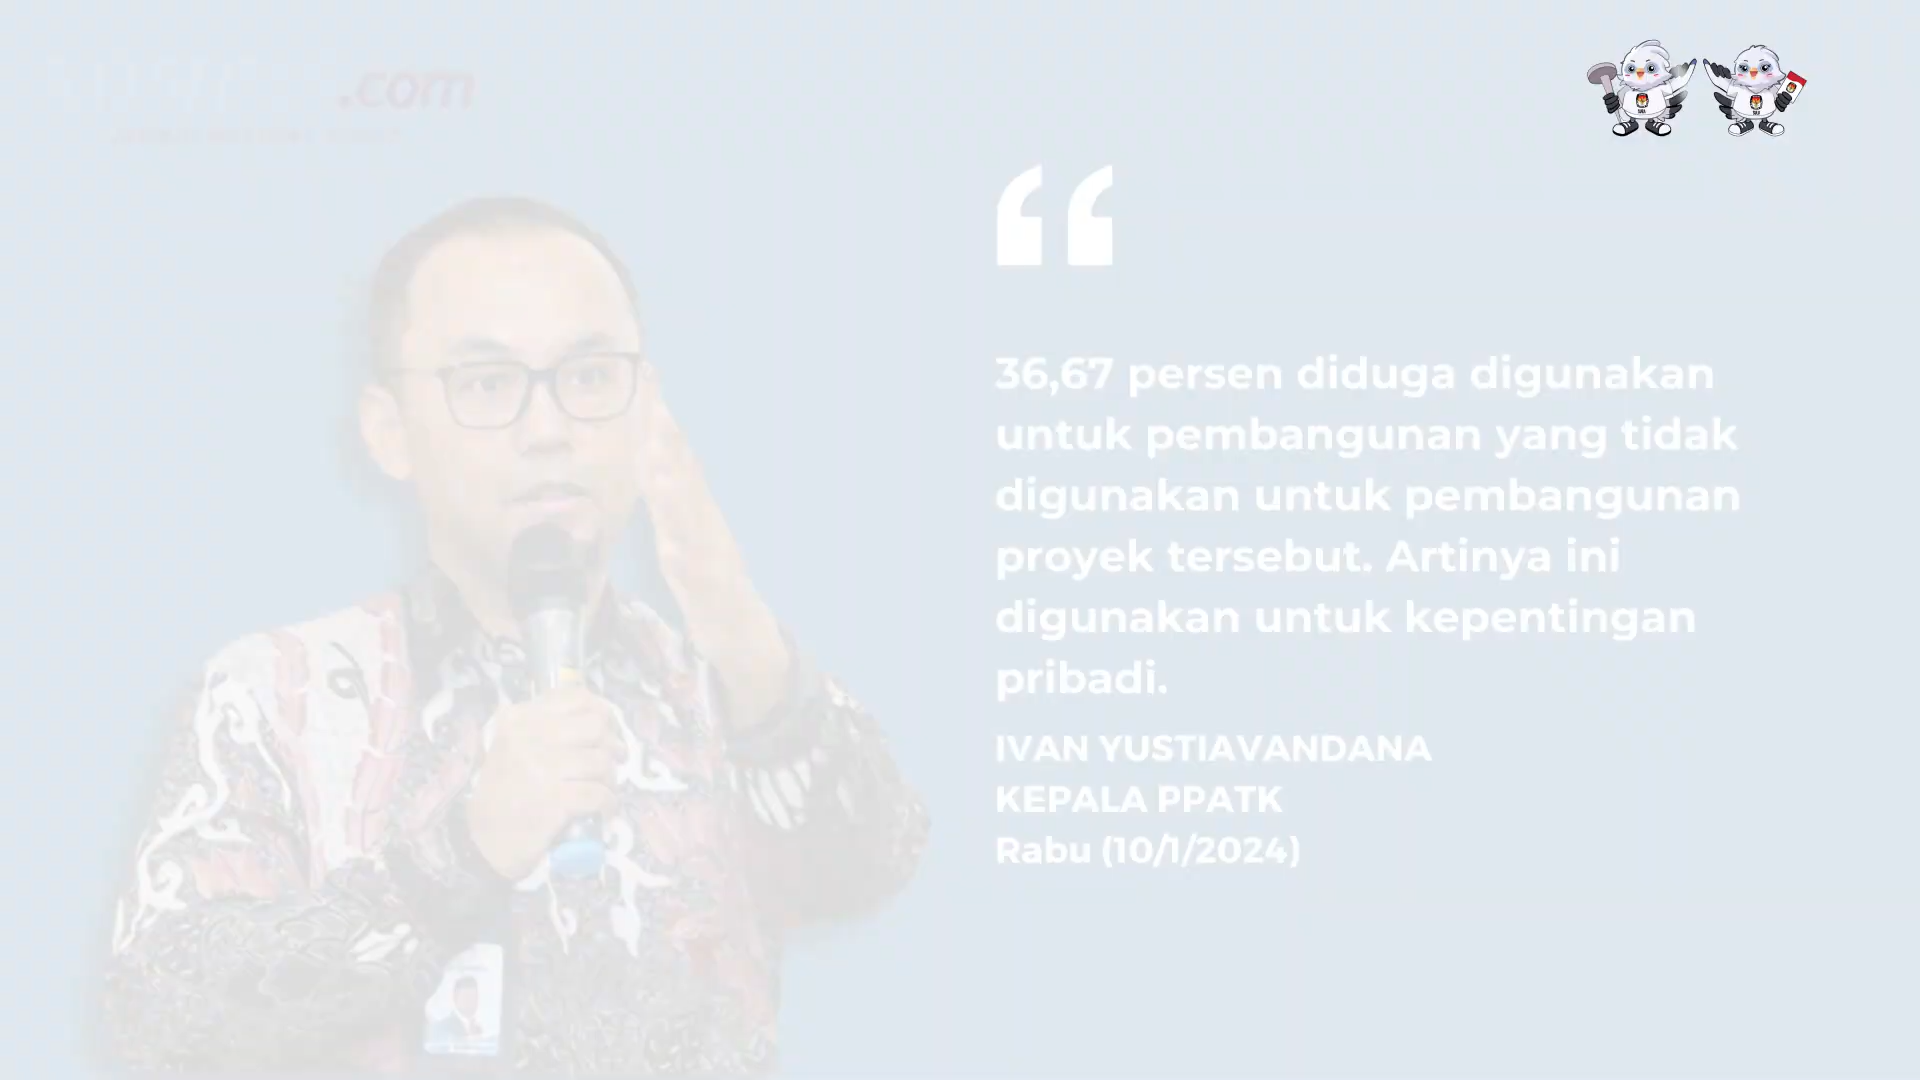 .com
36,67 persen diduga digunakan
untuk pembangunan yang tidak
digunakan untuk pembangunan
proyek tersebut. Artinya ini
digunakan untuk kepentingan
pribadi.
IVAN YUSTIAVANDANA
KEPALA PPATK
Rabu (10/1/2024)